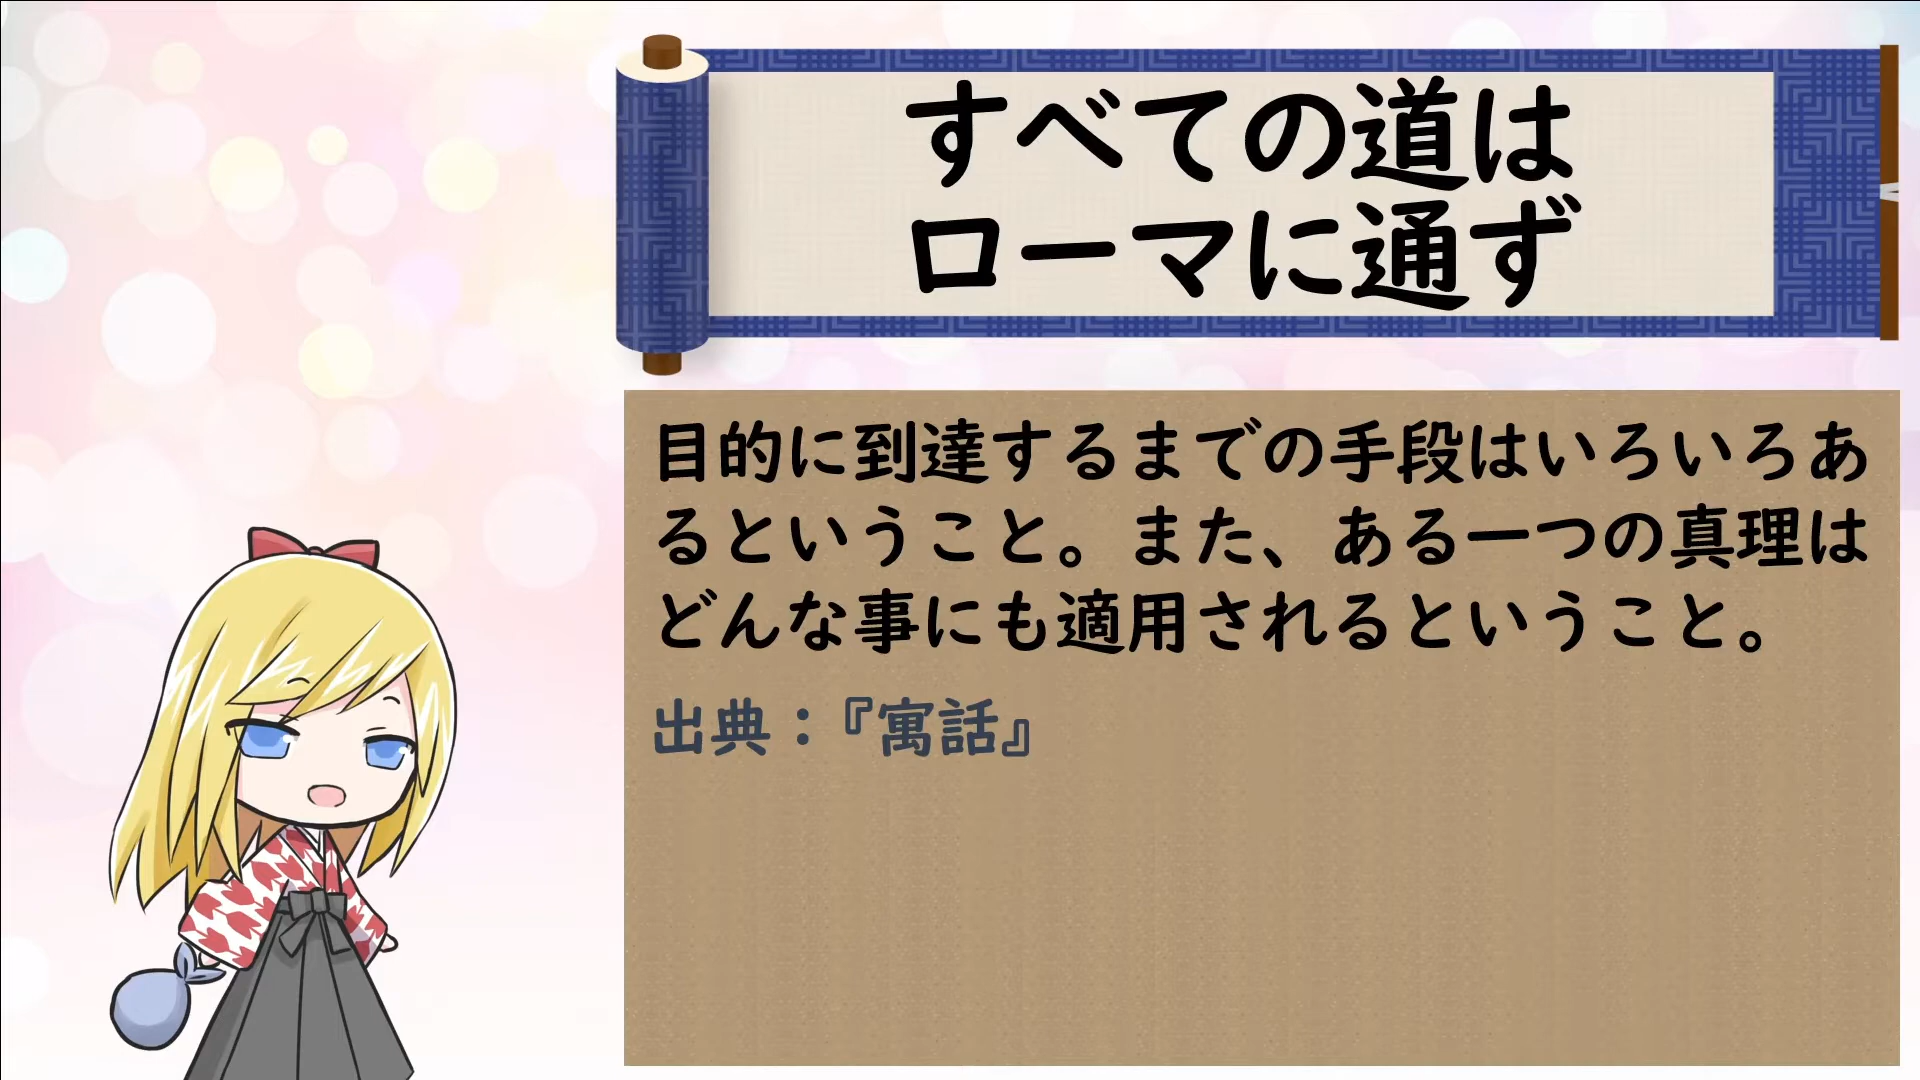 すべての道は
ローマに通ず
目的に到達するまでの手段はいろいろあ
るということ。また、ある一つの真理は
どんな事にも適用されるということ。
出典：『寓話』